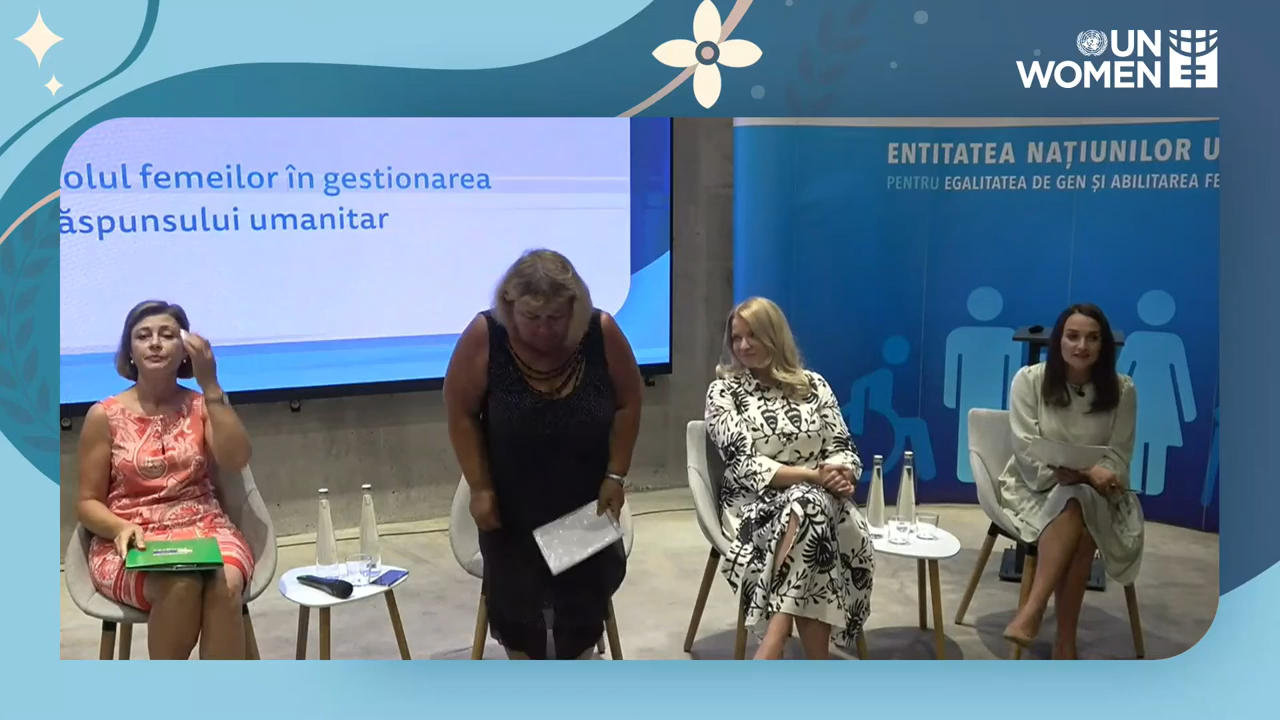 UN
WOMEN
olul femeilor în gestionarea
ăspunsului umanitar
ENTITATEA NAȚIUNILOR U
PENTRU EGALITATEA DE GEN ȘI ABILITAREA FE